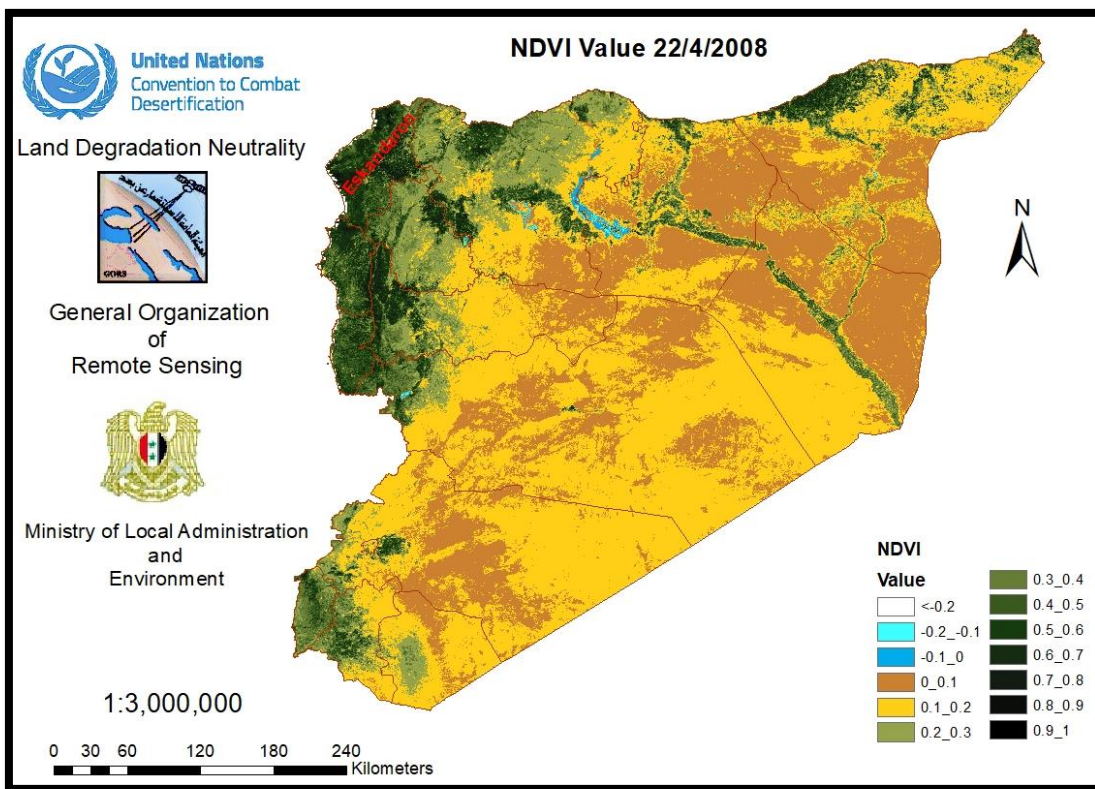 NDVI Value 22/4/2008
United Nations
Convention to Combat
Desertification
Land Degradation Neutrality
GORS
General Organization
of
Remote Sensing
Ministry of Local Administration
and
Environment
1:3,000,000
0 30 60 120 180 240
Kilometers
Eskandaron
N
NDVI
Value
<-0.2
-0.2_-0.1
-0.1_0
0_0.1
0.1_0.2
0.2_0.3
0.3_0.4
0.4_0.5
0.5_0.6
0.6_0.7
0.7_0.8
0.8_0.9
0.9_1